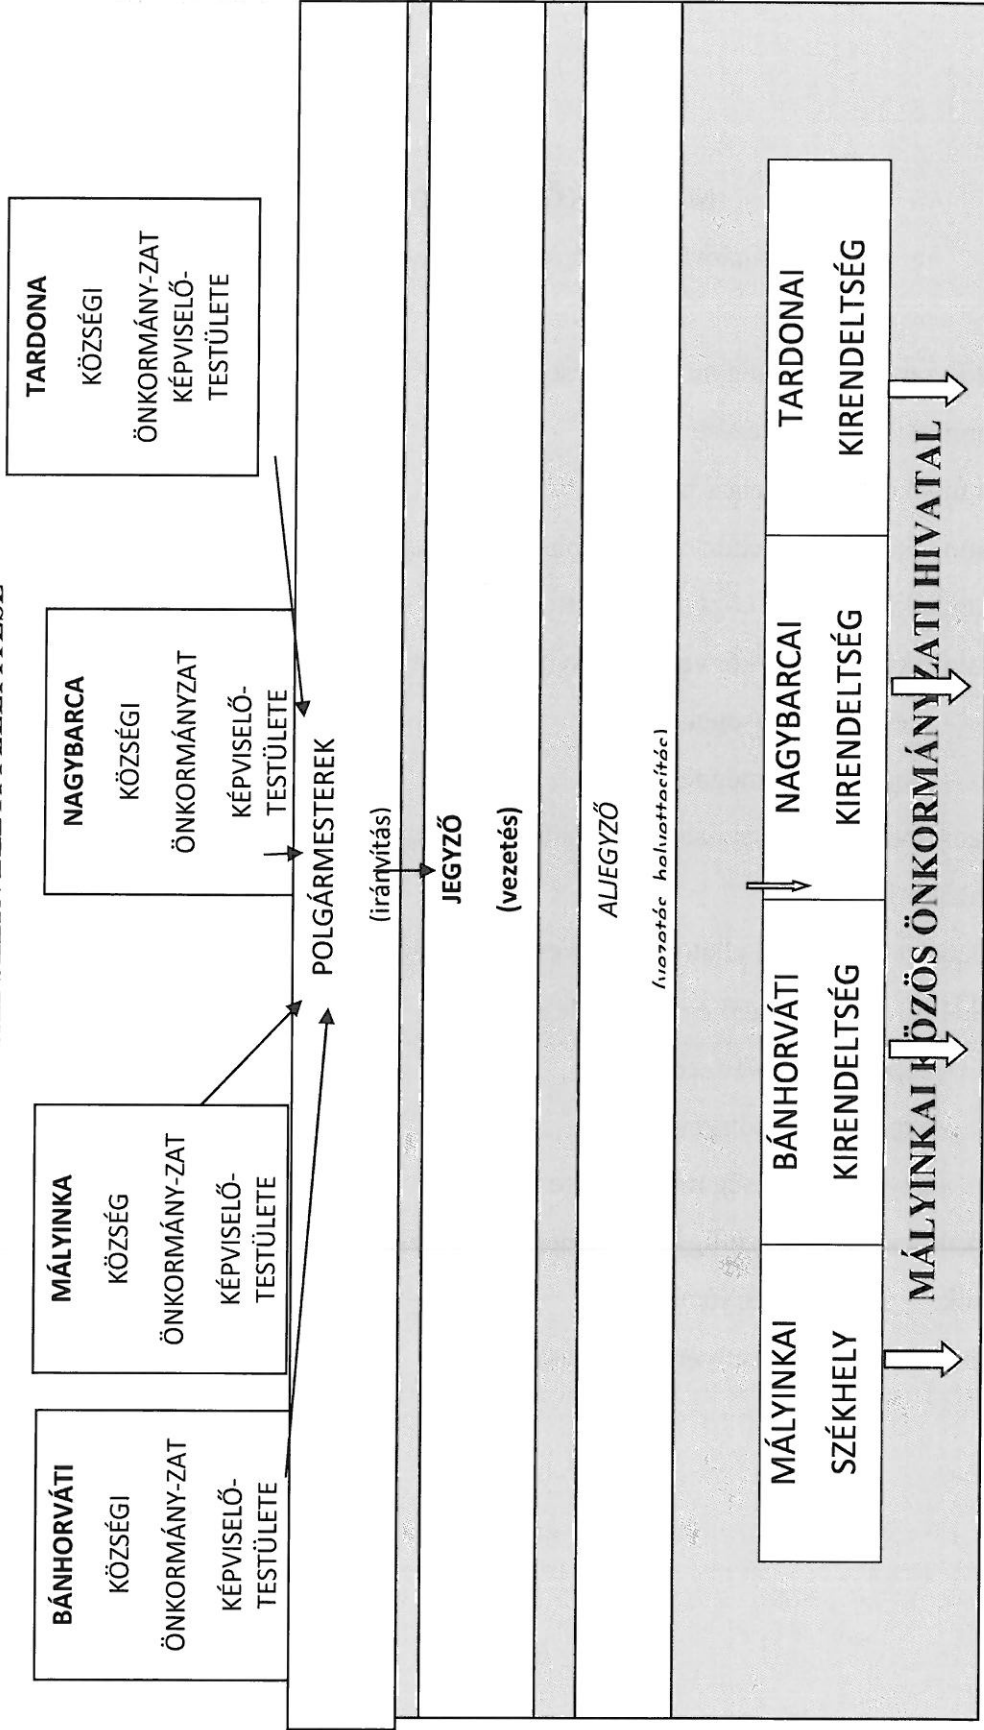 BÁNHORVÁTI
KÖZSÉGI
ÖNKORMÁNY-ZAT
KÉPVISELŐ-
TESTÜLETE
MÁLYINKA
KÖZSÉG
ÖNKORMÁNY-ZAT
KÉPVISELŐ-
TESTÜLETE
NAGYBARCA
KÖZSÉGI
ÖNKORMÁNYZAT
KÉPVISELŐ-
TESTÜLETE
TARDONA
KÖZSÉGI
ÖNKORMÁNY-ZAT
KÉPVISELŐ-
TESTÜLETE
POLGÁRMESTEREK
(irányítás)
JEGYZŐ
(vezetés)
ALJEGYZŐ
MÁLYINKAI
SZÉKHELY
BÁNHORVÁTI
KIRENDELTSÉG
NAGYBARCAI
KIRENDELTSÉG
TARDONAI
KIRENDELTSÉG
MÁLYINKAI KÖZÖS ÖNKORMÁNYZATI HIVATAL